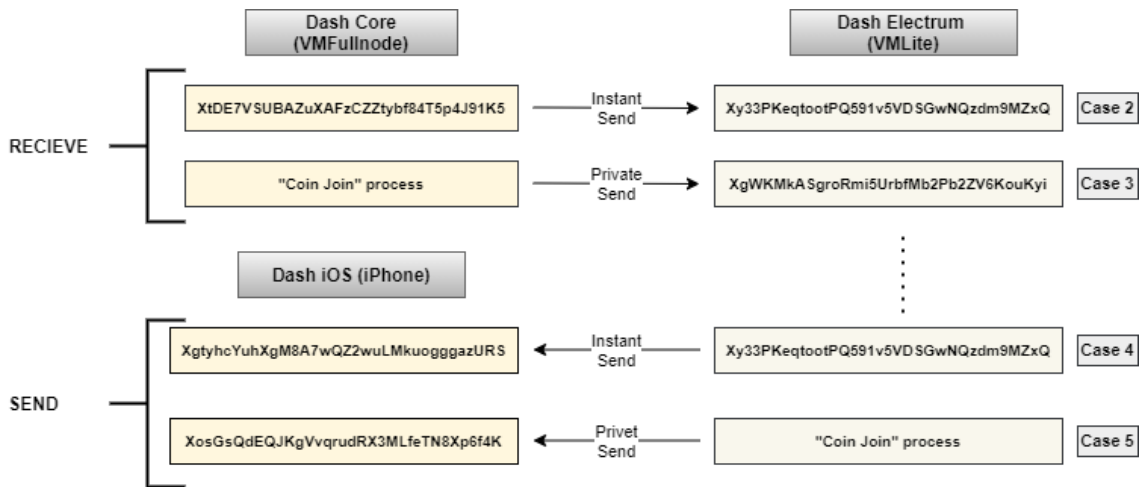 Dash Core
(VMFullnode)
Dash Electrum
(VMLite)
RECIEVE
XtDE7VSUBAZuXAFzCZZtybf84T5p4J91K5
Instant
Send
Xy33PKeqtootPQ591v5VDSGwNQzdm9MZxQ
Case 2
"Coin Join" process
Private
Send
XgWKMkASgroRmi5UrbfMb2Pb2ZV6KouKyi
Case 3
Dash iOS (iPhone)
SEND
XgtyhcYuhXgM8A7wQZ2wuLMkuogggazURS
Instant
Send
Xy33PKeqtootPQ591v5VDSGwNQzdm9MZxQ
Case 4
XosGsQdEQJKgVvqrudRX3MLfeTN8Xp6f4K
Privet
Send
"Coin Join" process
Case 5